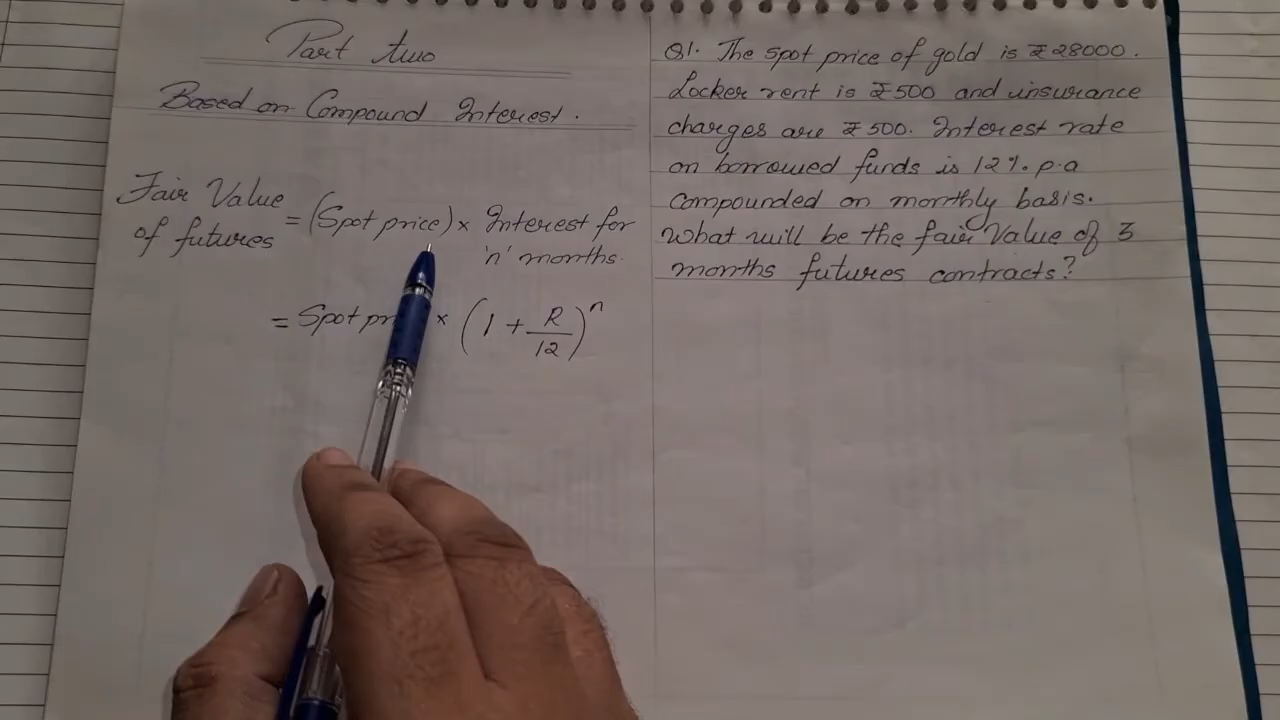 Part two
Based on Compound Interest.
Fair Value
of futures
= (Spot price) × Interest for
'n' months.
= Spot pr × (1 + R/12)^n
Q1. The spot price of gold is ₹28000.
Locker rent is ₹500 and insurance
charges are ₹500. Interest rate
on borrowed funds is 12%. p.a
compounded on monthly basis.
What will be the fair Value of 3
months futures contracts?